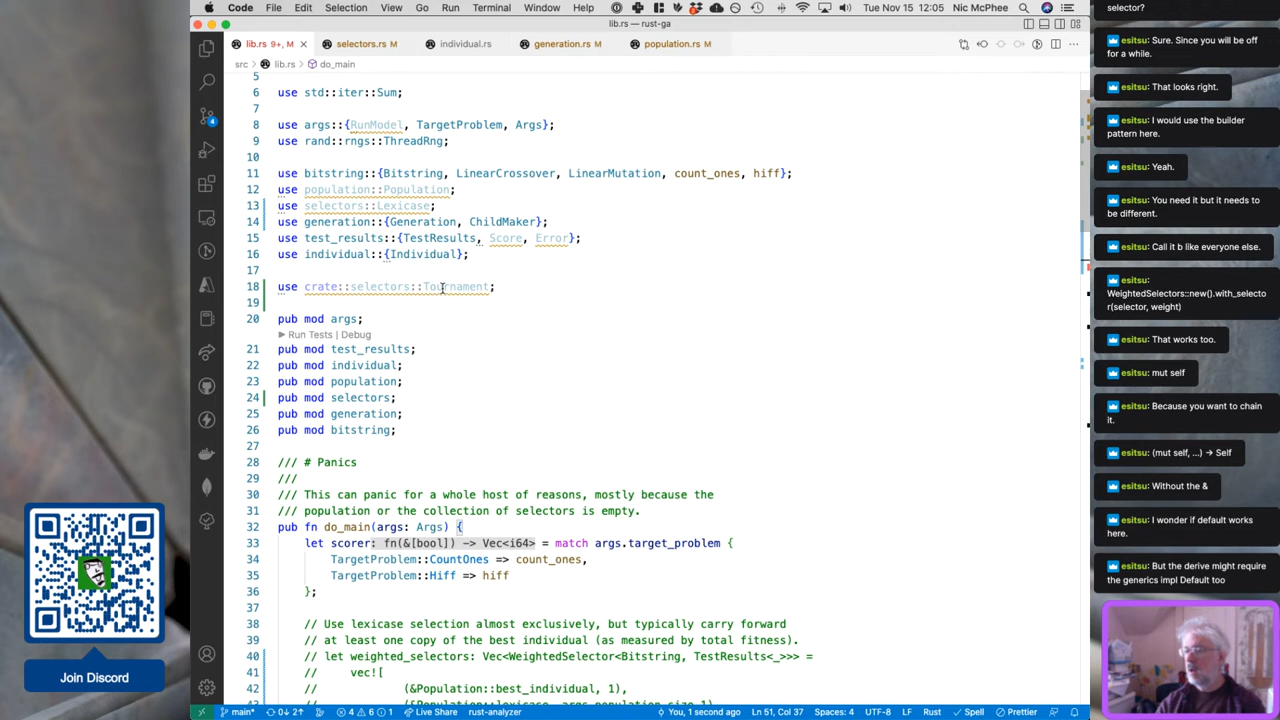 Code File Edit Selection View Go Run Terminal Window Help Tue Nov 15 12:05 Nic McPhee
lib.rs — rust-ga
lib.rs 9+, M selectors.rs M individual.rs generation.rs M population.rs M
src > lib.rs > do_main
5
6 use std::iter::Sum;
7
8 use args::{RunModel, TargetProblem, Args};
9 use rand::rngs::ThreadRng;
10
11 use bitstring::{Bitstring, LinearCrossover, LinearMutation, count_ones, hiff};
12 use population::Population;
13 use selectors::Lexicase;
14 use generation::{Generation, ChildMaker};
15 use test_results::{TestResults, Score, Error};
16 use individual::{Individual};
17
18 use crate::selectors::Tournament;
19
20 pub mod args;
▶ Run Tests | Debug
21 pub mod test_results;
22 pub mod individual;
23 pub mod population;
24 pub mod selectors;
25 pub mod generation;
26 pub mod bitstring;
27
28 /// # Panics
29 ///
30 /// This can panic for a whole host of reasons, mostly because the
31 /// population or the collection of selectors is empty.
32 pub fn do_main(args: Args) {
33 let scorer: fn(&[bool]) -> Vec<i64> = match args.target_problem {
34 TargetProblem::CountOnes => count_ones,
35 TargetProblem::Hiff => hiff
36 };
37
38 // Use lexicase selection almost exclusively, but typically carry forward
39 // at least one copy of the best individual (as measured by total fitness).
40 // let weighted_selectors: Vec<WeightedSelector<Bitstring, TestResults<_>>> =
41 // vec![
42 // (&Population::best_individual, 1),
4
main* 0↓ 2↑ 4 6 1 Live Share rust-analyzer You, 1 second ago Ln 51, Col 37 Spaces: 4 UTF-8 LF Rust Spell Prettier
Join Discord
selector?
esitsu: Sure. Since you will be off
for a while.
esitsu: That looks right.
esitsu: I would use the builder
pattern here.
esitsu: Yeah.
esitsu: You need it but it needs to
be different.
esitsu: Call it b like everyone else.
esitsu:
WeightedSelectors::new().with_selecto
r(selector, weight)
esitsu: That works too.
esitsu: mut self
esitsu: Because you want to chain
it.
esitsu: (mut self, ...) -> Self
esitsu: Without the &
esitsu: I wonder if default works
here.
esitsu: But the derive might require
the generics impl Default too